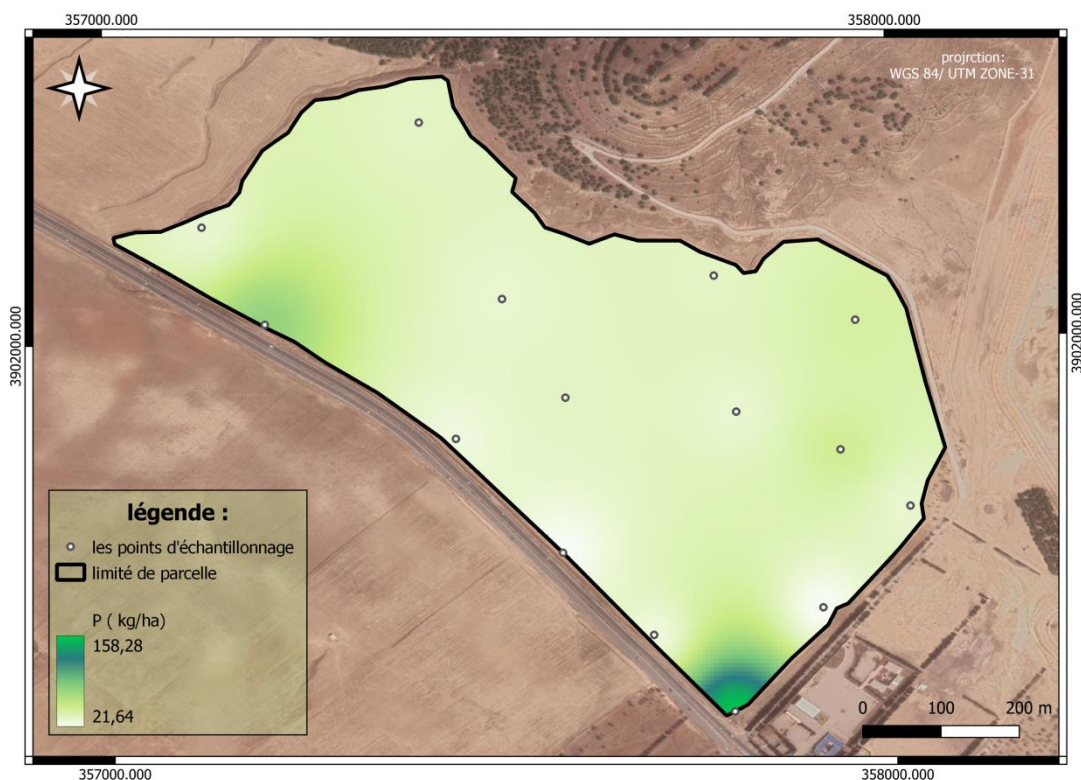 357000.000
358000.000
projrction:
WGS 84/ UTM ZONE-31
3902000.000
3902000.000
légende :
les points d'échantillonnage
limité de parcelle
P ( kg/ha)
158,28
21,64
0 100 200 m
357000.000
358000.000